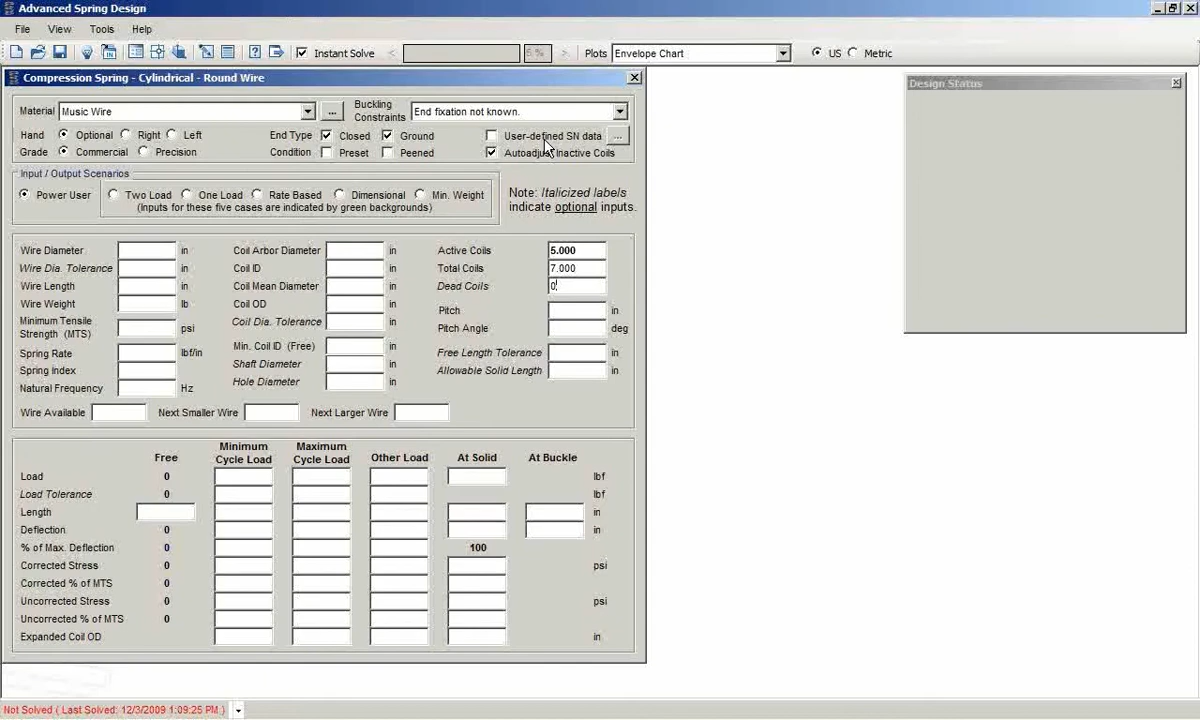 Advanced Spring Design
File View Tools Help
Instant Solve < 5 % > Plots Envelope Chart US Metric
Compression Spring - Cylindrical - Round Wire
Design Status
Material Music Wire ... Buckling Constraints End fixation not known.
Hand Optional Right Left End Type Closed Ground User-defined SN data ...
Grade Commercial Precision Condition Preset Peened Autoadjust Inactive Coils
Input / Output Scenarios
Power User Two Load One Load Rate Based Dimensional Min. Weight
(Inputs for these five cases are indicated by green backgrounds)
Note: Italicized labels
indicate optional inputs.
Wire Diameter in Coil Arbor Diameter in Active Coils 5.000
Wire Dia. Tolerance in Coil ID in Total Coils 7.000
Wire Length in Coil Mean Diameter in Dead Coils 0
Wire Weight lb Coil OD in Pitch in
Minimum Tensile Strength (MTS) psi Coil Dia. Tolerance in Pitch Angle deg
Spring Rate lbf/in Min. Coil ID (Free) in Free Length Tolerance in
Spring Index Shaft Diameter in Allowable Solid Length in
Natural Frequency Hz Hole Diameter in
Wire Available Next Smaller Wire Next Larger Wire
Free Minimum Cycle Load Maximum Cycle Load Other Load At Solid At Buckle
Load 0 lbf
Load Tolerance 0 lbf
Length in
Deflection 0 in
% of Max. Deflection 0 100
Corrected Stress 0 psi
Corrected % of MTS 0
Uncorrected Stress 0 psi
Uncorrected % of MTS 0
Expanded Coil OD in
Not Solved ( Last Solved: 12/3/2009 1:09:25 PM )